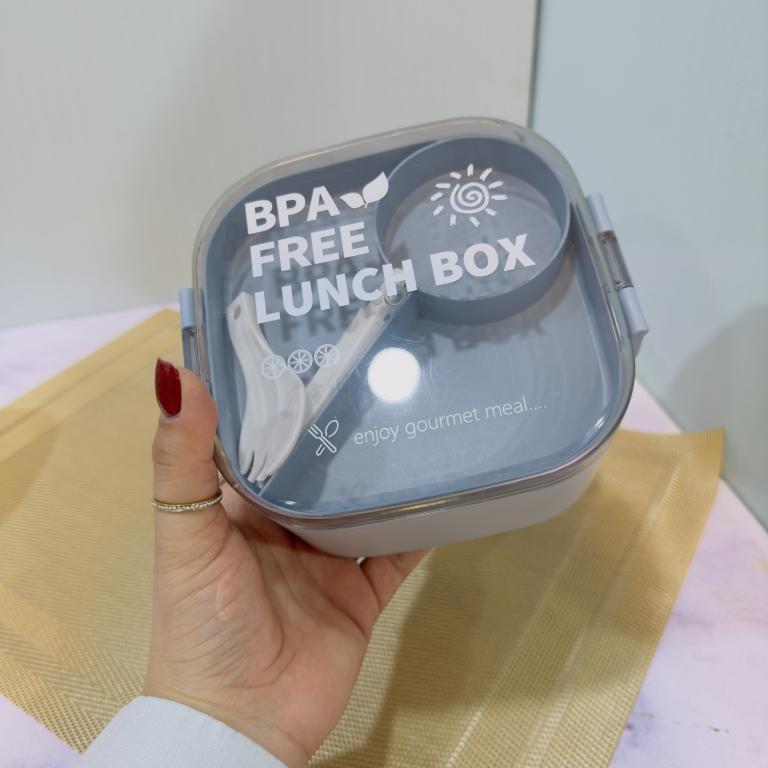 BPA
FREE
LUNCH BOX
enjoy gourmet meal....